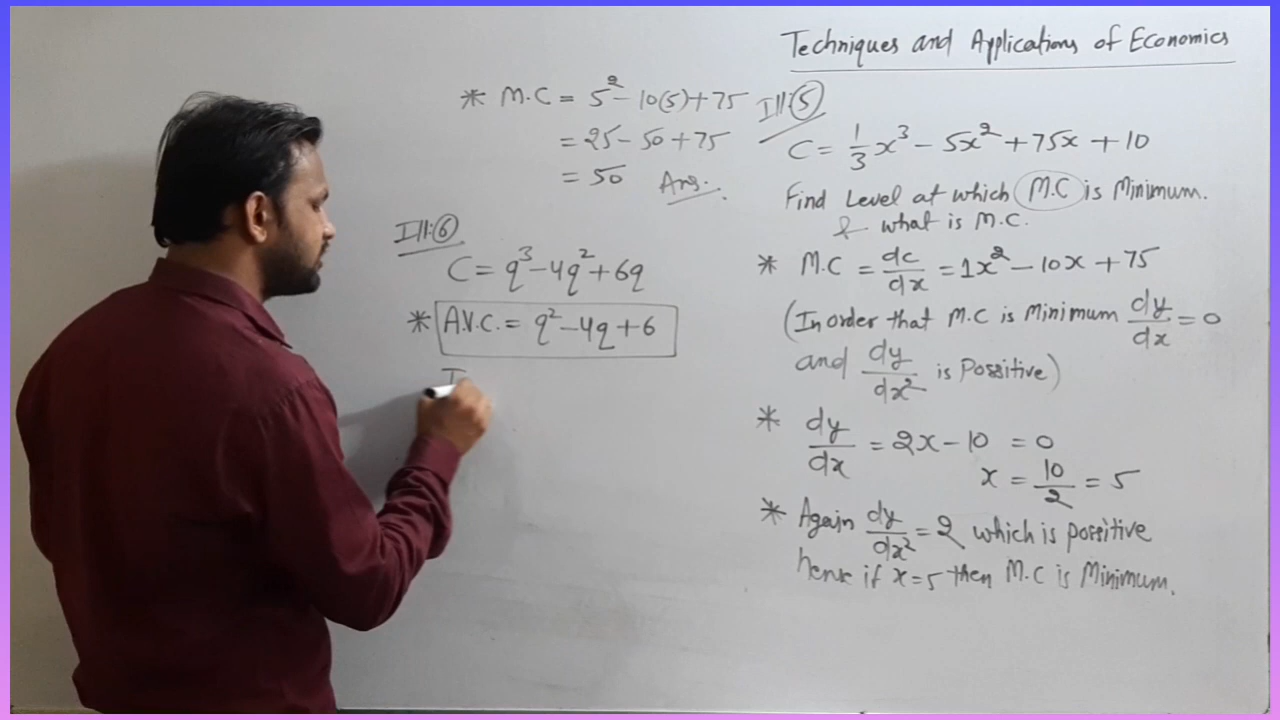 Techniques and Applications of Economics
Ill:5
C = 1/3 x³ - 5x² + 75x + 10
Find Level at which M.C is Minimum.
& what is M.C.
* M.C = dc/dx = 1x² - 10x + 75
(In order that M.C is Minimum dy/dx = 0
and dy/dx² is Possitive)
* dy/dx = 2x - 10 = 0
x = 10/2 = 5
* Again dy/dx² = 2 which is possitive
hense if x = 5 then M.C is Minimum.
* M.C = 5² - 10(5) + 75
= 25 - 50 + 75
= 50 Ans.
Ill:6
C = q³ - 4q² + 6q
* A.V.C. = q² - 4q + 6
I